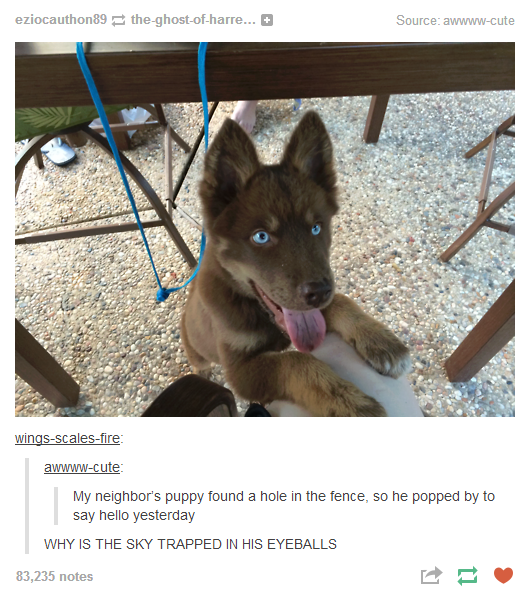 eziocauthon89 the-ghost-of-harre... Source: awwww-cute
wings-scales-fire:
awwww-cute:
My neighbor's puppy found a hole in the fence, so he popped by to
say hello yesterday
WHY IS THE SKY TRAPPED IN HIS EYEBALLS
83,235 notes